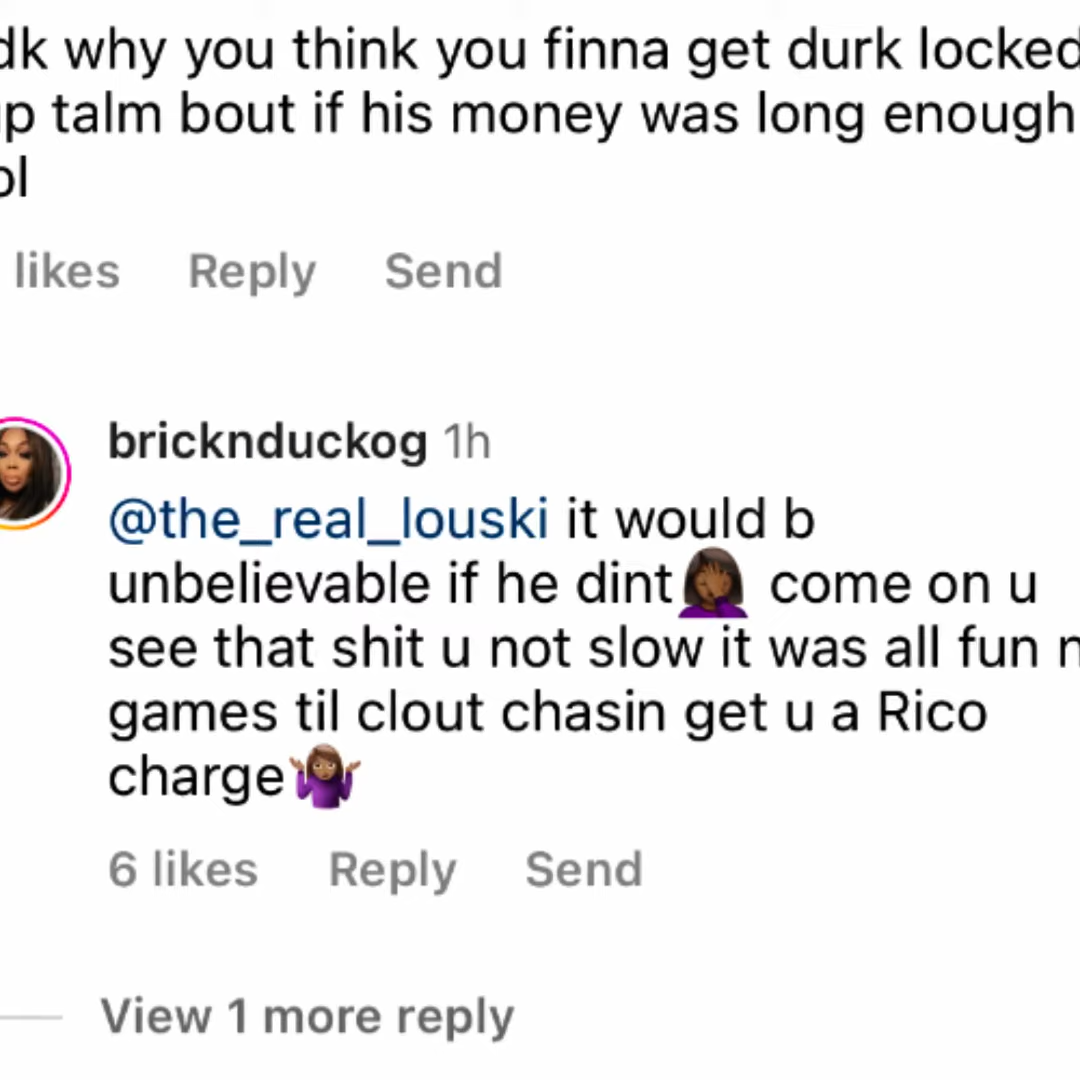 dk why you think you finna get durk locked
p talm bout if his money was long enough
ol
likes Reply Send
bricknduckog 1h
@the_real_louski it would b
unbelievable if he dint🤦🏾‍♀️ come on u
see that shit u not slow it was all fun n
games til clout chasin get u a Rico
charge🤷🏽‍♀️
6 likes Reply Send
View 1 more reply